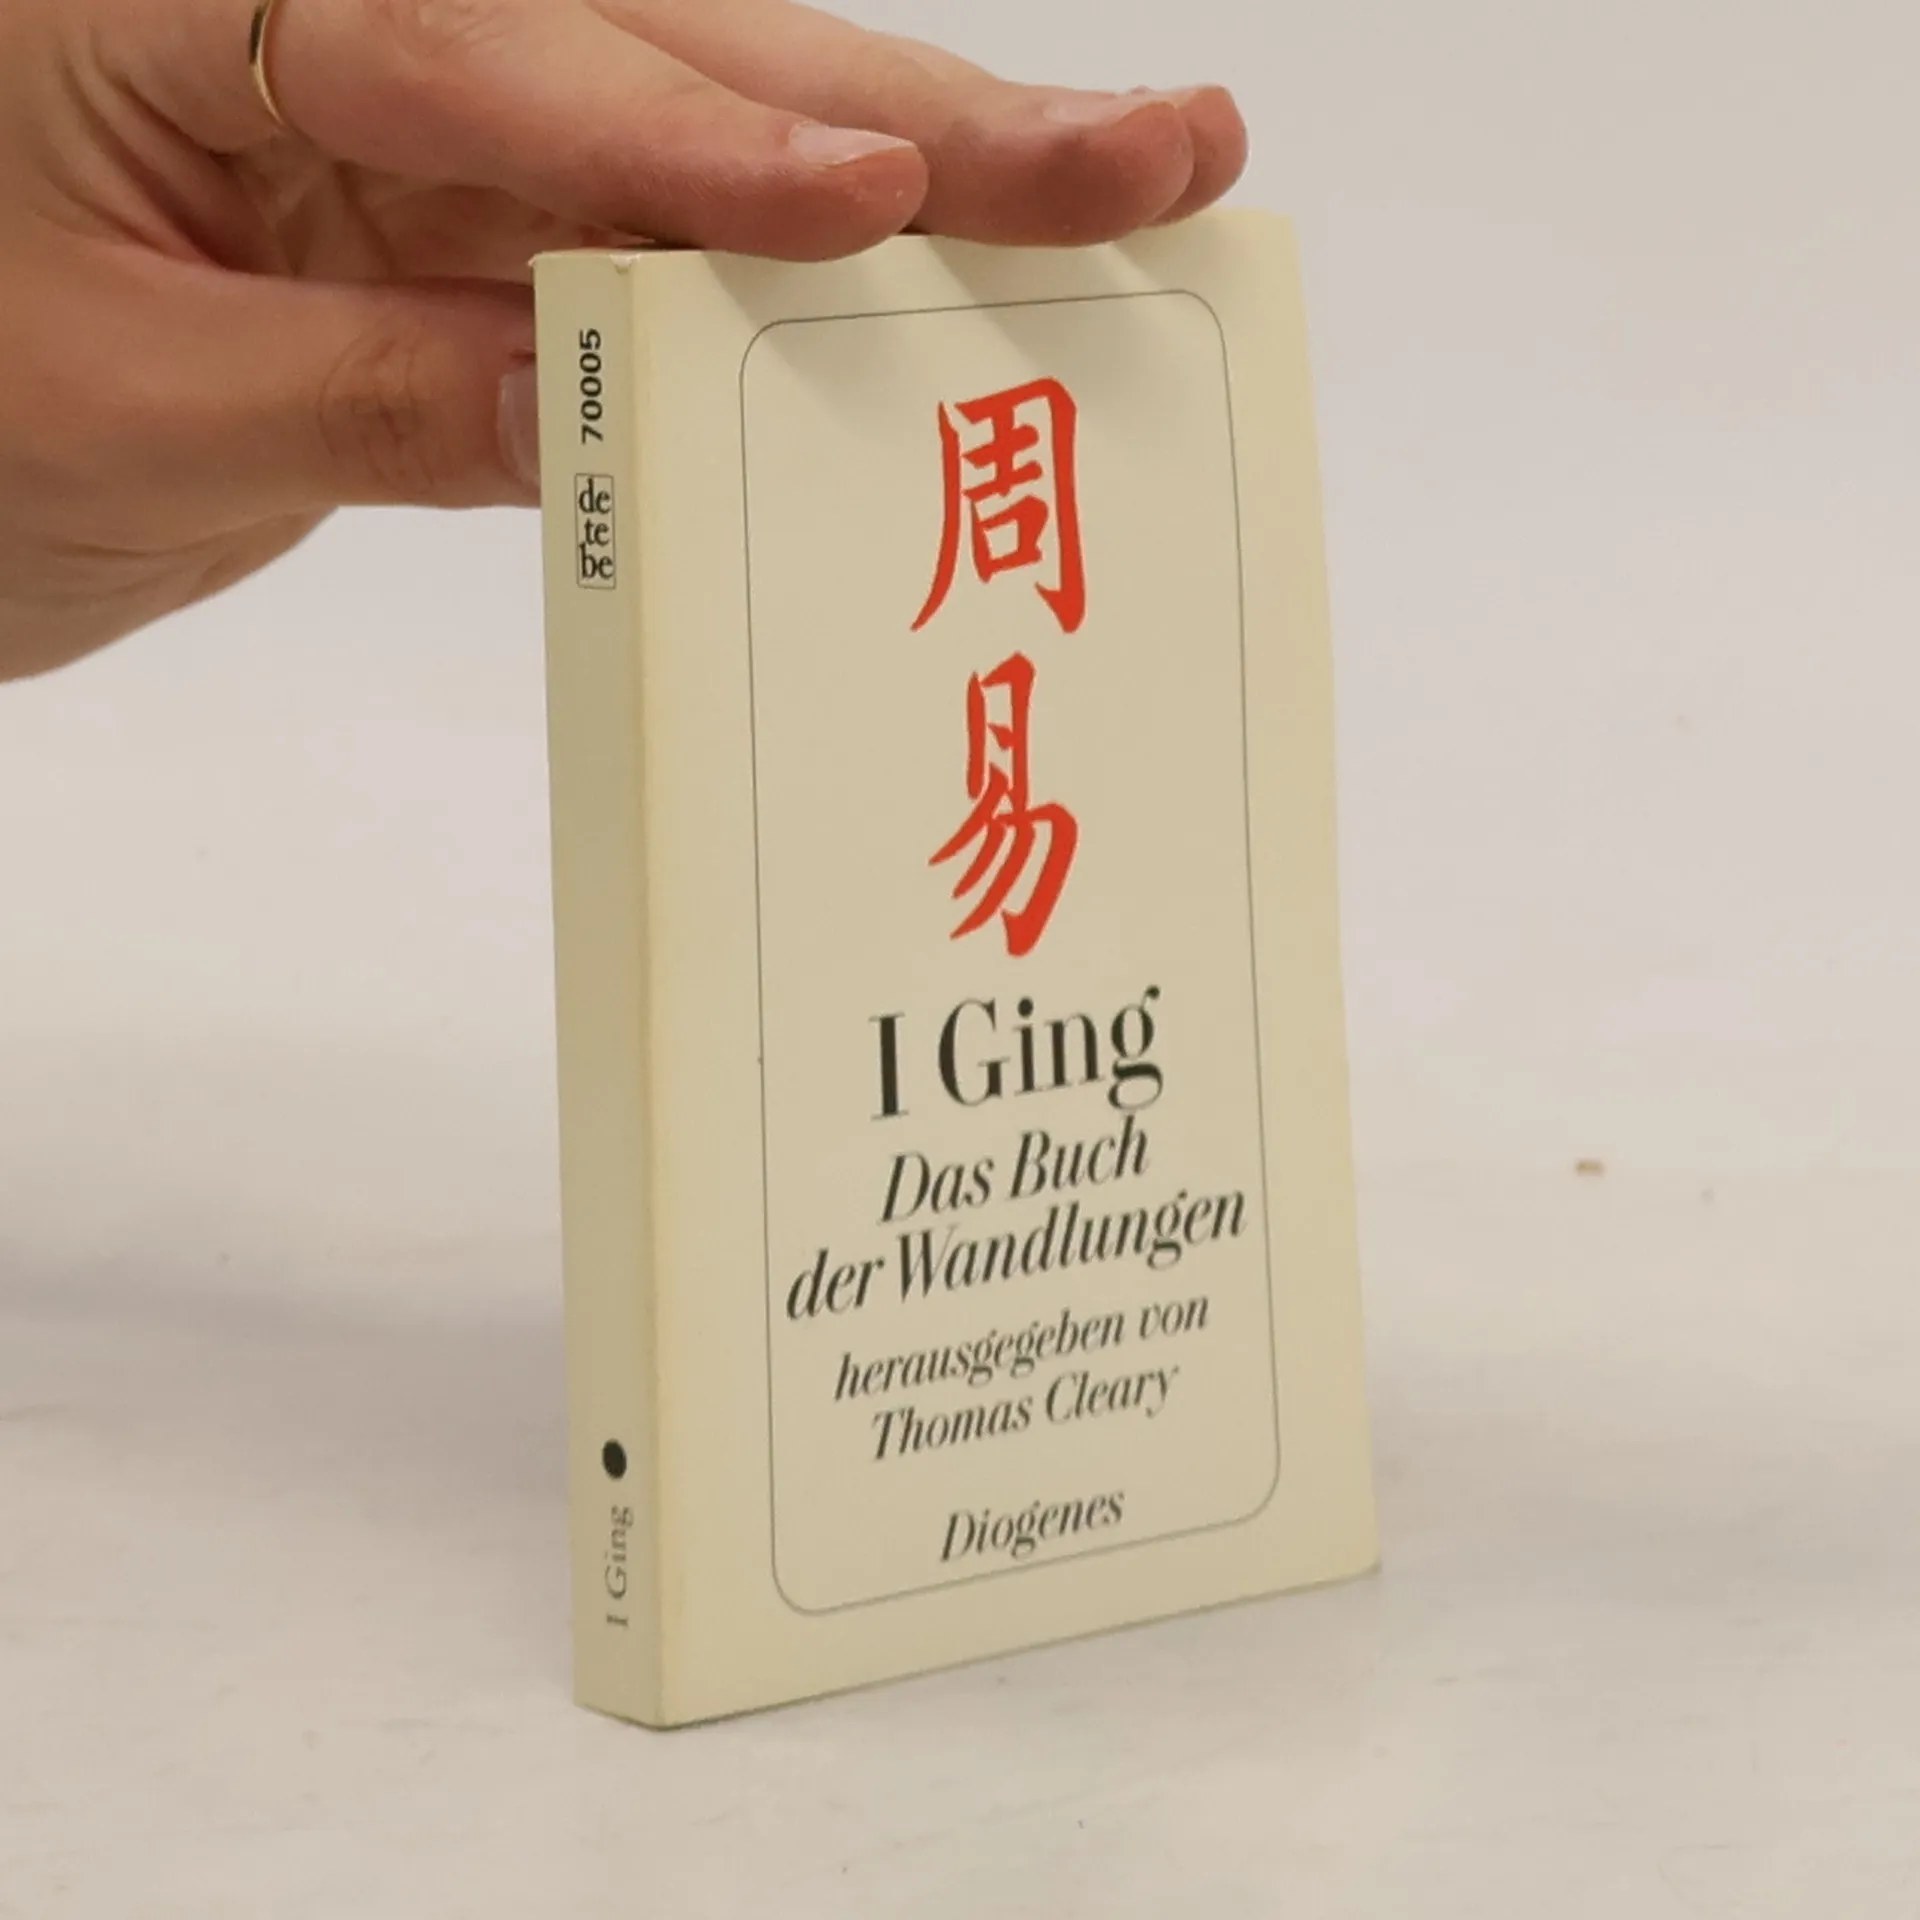 70005
de
te
be
I Ging
周
易
I Ging
Das Buch
der Wandlungen
herausgegeben von
Thomas Cleary
Diogenes